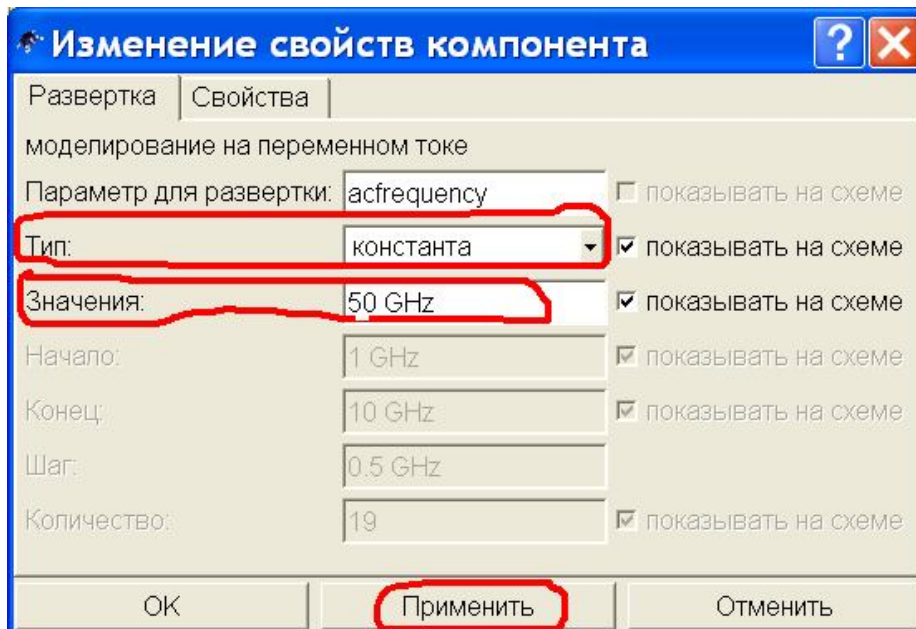 Изменение свойств компонента
Развертка Свойства
моделирование на переменном токе
Параметр для развертки: acfrequency показывать на схеме
Тип: константа показывать на схеме
Значения: 50 GHz показывать на схеме
Начало: 1 GHz показывать на схеме
Конец: 10 GHz показывать на схеме
Шаг: 0.5 GHz
Количество: 19 показывать на схеме
OK Применить Отменить